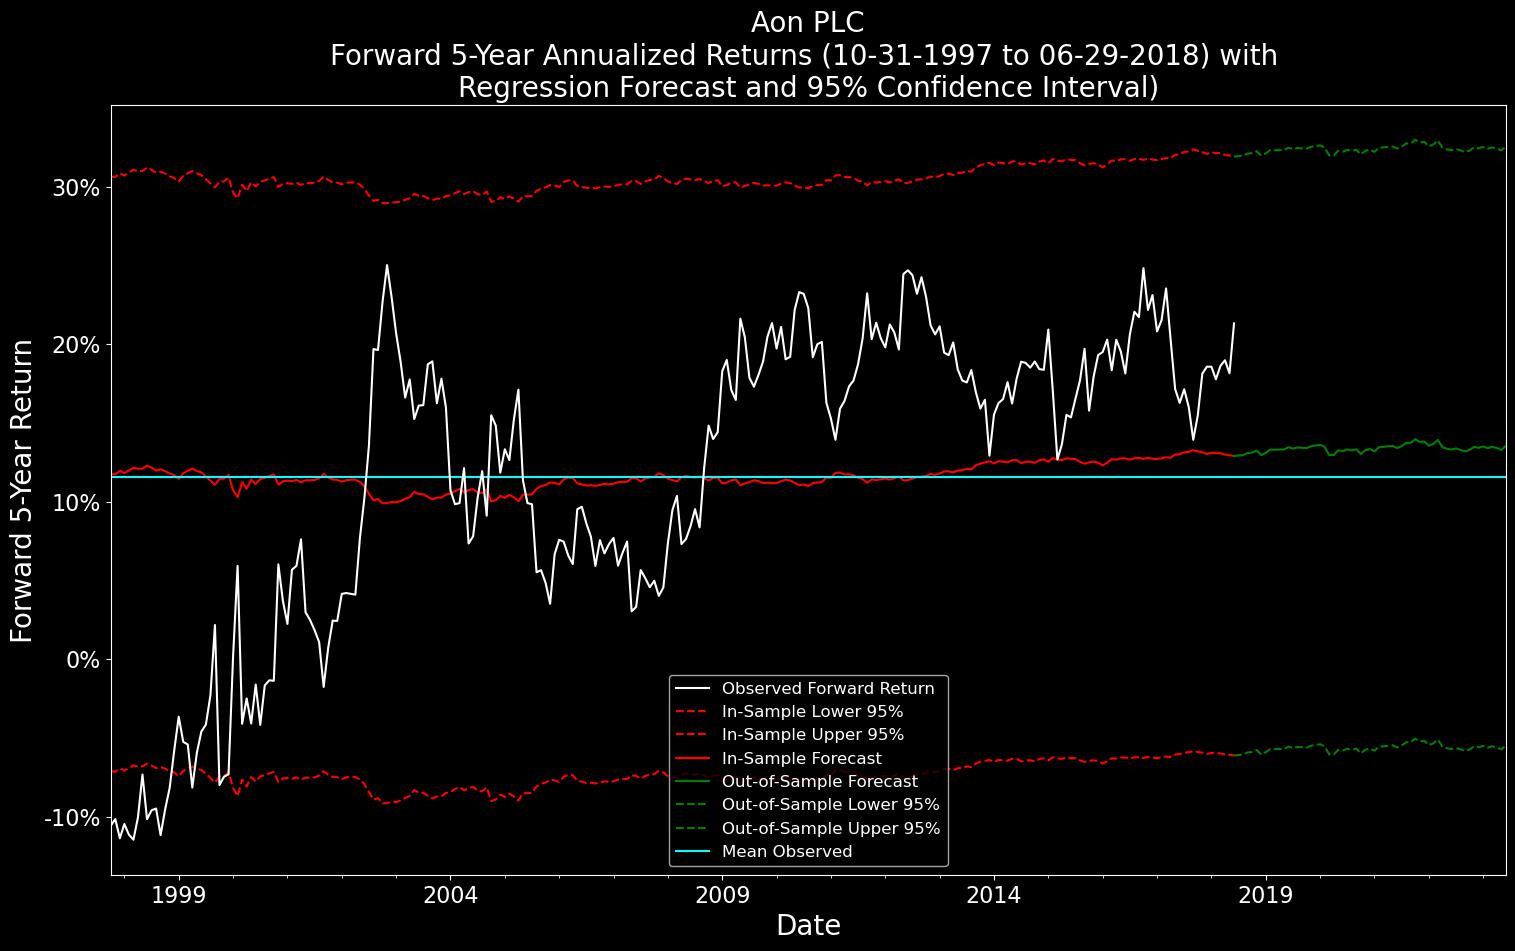 Aon PLC
Forward 5-Year Annualized Returns (10-31-1997 to 06-29-2018) with
Regression Forecast and 95% Confidence Interval)
Forward 5-Year Return
30%
20%
10%
0%
-10%
Observed Forward Return
In-Sample Lower 95%
In-Sample Upper 95%
In-Sample Forecast
Out-of-Sample Forecast
Out-of-Sample Lower 95%
Out-of-Sample Upper 95%
Mean Observed
1999 2004 2009 2014 2019
Date